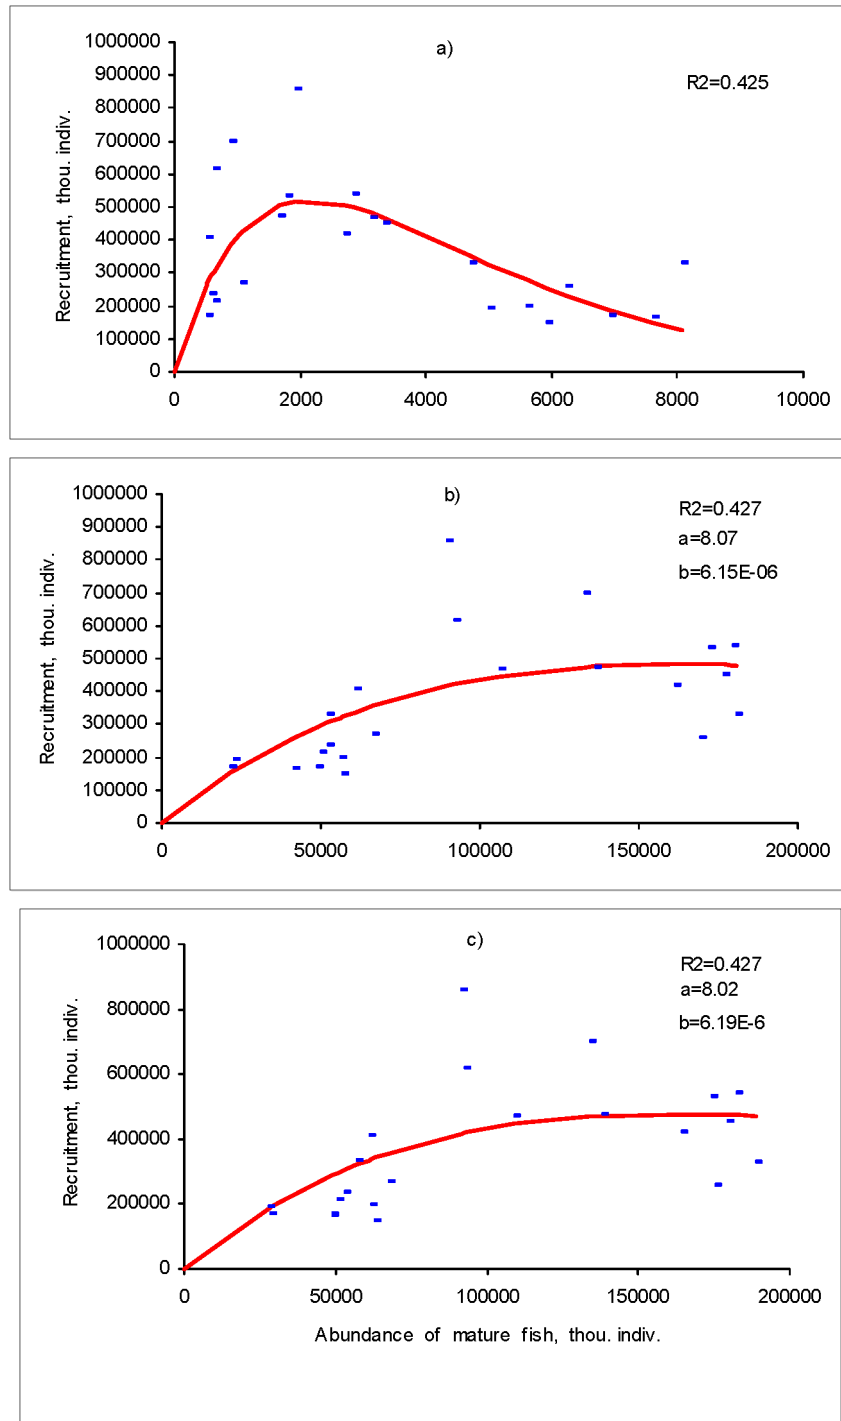 a)
R2=0.425
Recruitment, thou. indiv.
1000000
900000
800000
700000
600000
500000
400000
300000
200000
100000
0
0 2000 4000 6000 8000 10000
b)
R2=0.427
a=8.07
b=6.15E-06
Recruitment, thou. indiv.
1000000
900000
800000
700000
600000
500000
400000
300000
200000
100000
0
0 50000 100000 150000 200000
c)
R2=0.427
a=8.02
b=6.19E-6
Recruitment, thou. indiv.
1000000
800000
600000
400000
200000
0
0 50000 100000 150000 200000
Abundance of mature fish, thou. indiv.